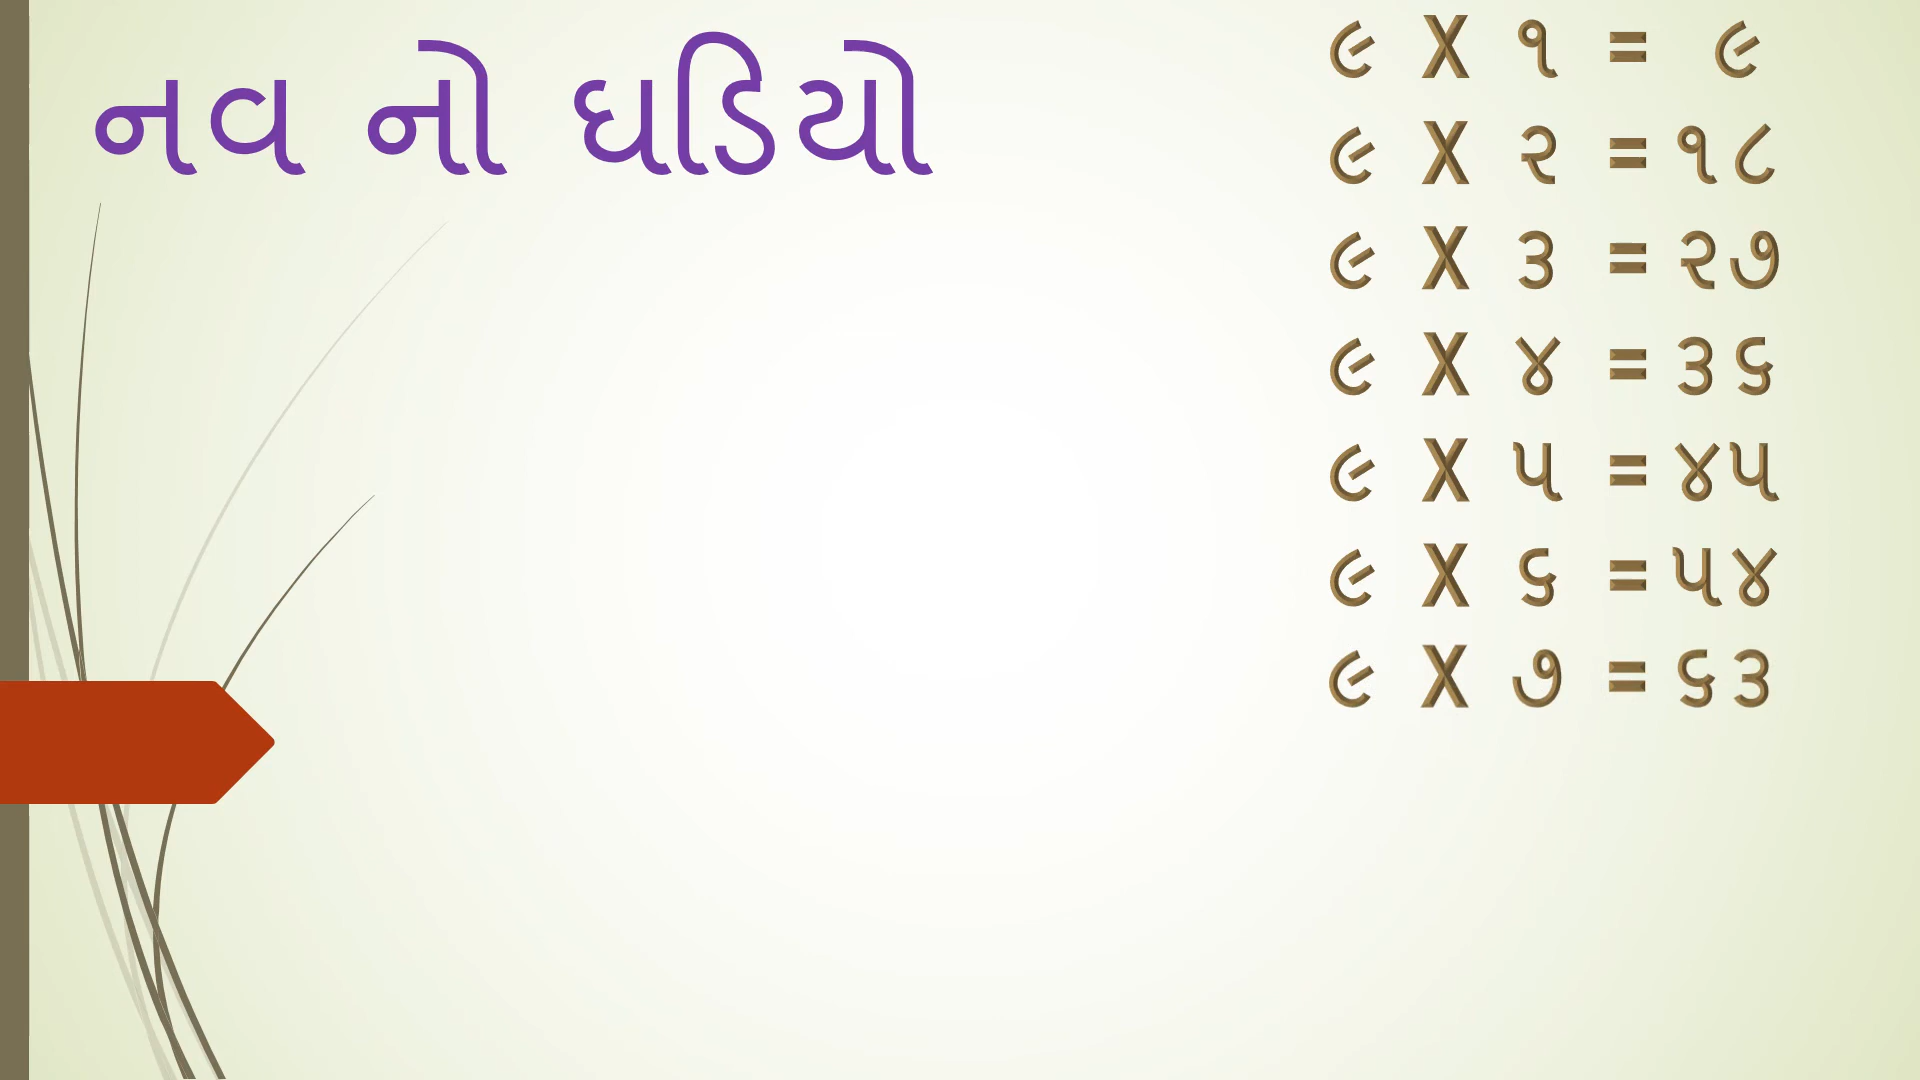 નવ નો ઘડિયો
૯ X ૧ = ૯
૯ X ૨ = ૧૮
૯ X ૩ = ૨૭
૯ X ૪ = ૩૬
૯ X ૫ = ૪૫
૯ X ૬ = ૫૪
૯ X ૭ = ૬૩